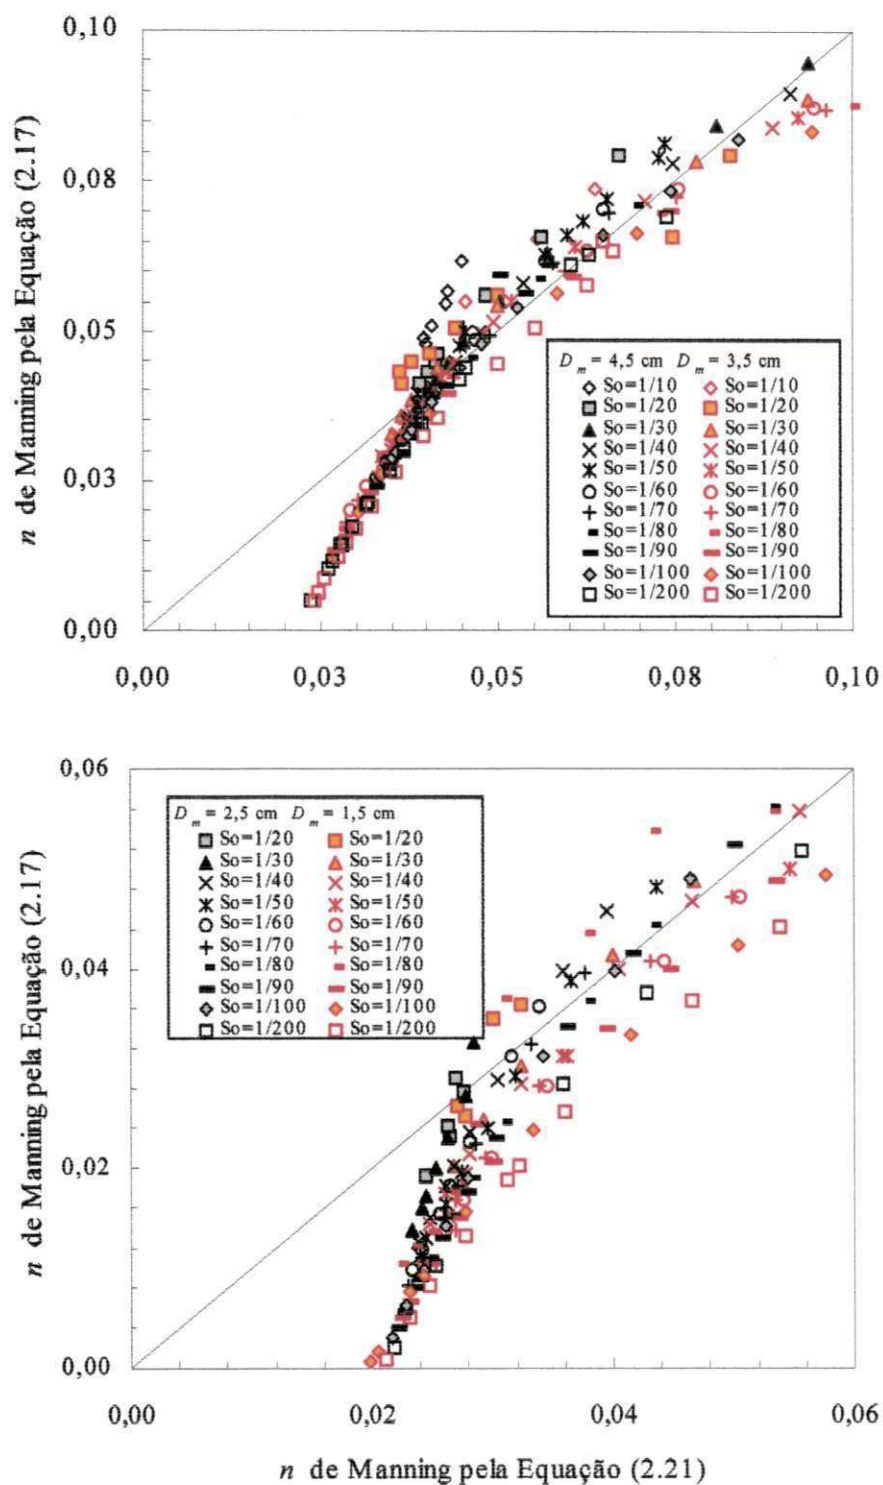 n de Manning pela Equação (2.17)
0,10
0,08
0,05
0,03
0,00
0,00 0,03 0,05 0,08 0,10
D m = 4,5 cm D m = 3,5 cm
So=1/10 So=1/10
So=1/20 So=1/20
So=1/30 So=1/30
So=1/40 So=1/40
So=1/50 So=1/50
So=1/60 So=1/60
So=1/70 So=1/70
So=1/80 So=1/80
So=1/90 So=1/90
So=1/100 So=1/100
So=1/200 So=1/200
n de Manning pela Equação (2.17)
0,06
0,04
0,02
0,00
D m = 2,5 cm D m = 1,5 cm
So=1/20 So=1/20
So=1/30 So=1/30
So=1/40 So=1/40
So=1/50 So=1/50
So=1/60 So=1/60
So=1/70 So=1/70
So=1/80 So=1/80
So=1/90 So=1/90
So=1/100 So=1/100
So=1/200 So=1/200
0,00 0,02 0,04 0,06
n de Manning pela Equação (2.21)